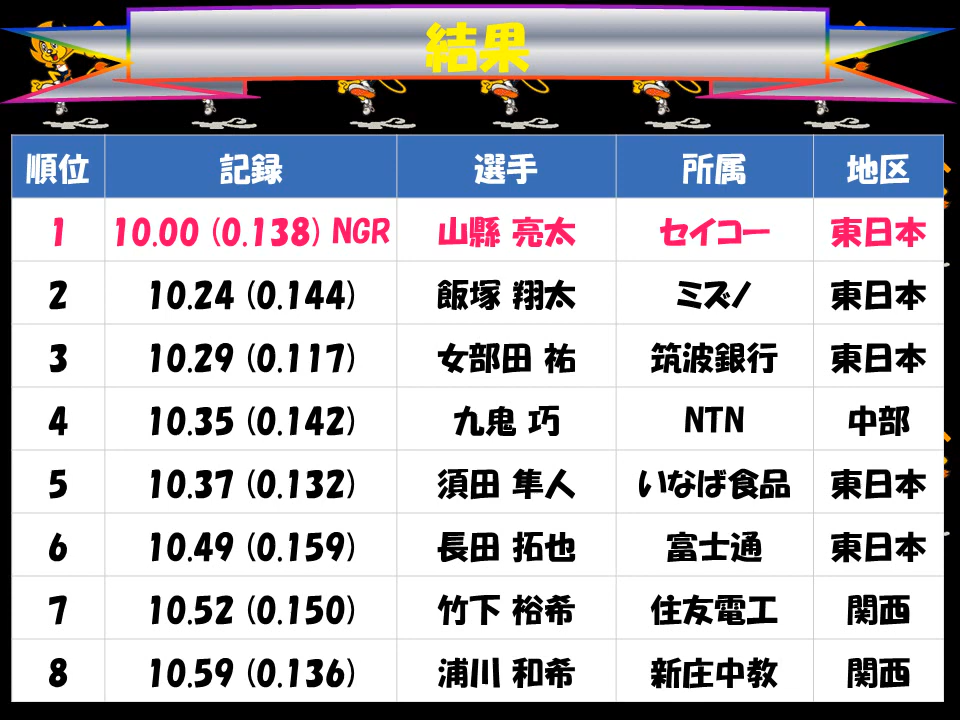 結果
順位 記録 選手 所属 地区
1 10.00 (0.138) NGR 山縣 亮太 セイコー 東日本
2 10.24 (0.144) 飯塚 翔太 ミズノ 東日本
3 10.29 (0.117) 女部田 祐 筑波銀行 東日本
4 10.35 (0.142) 九鬼 巧 NTN 中部
5 10.37 (0.132) 須田 隼人 いなば食品 東日本
6 10.49 (0.159) 長田 拓也 富士通 東日本
7 10.52 (0.150) 竹下 裕希 住友電工 関西
8 10.59 (0.136) 浦川 和希 新庄中教 関西